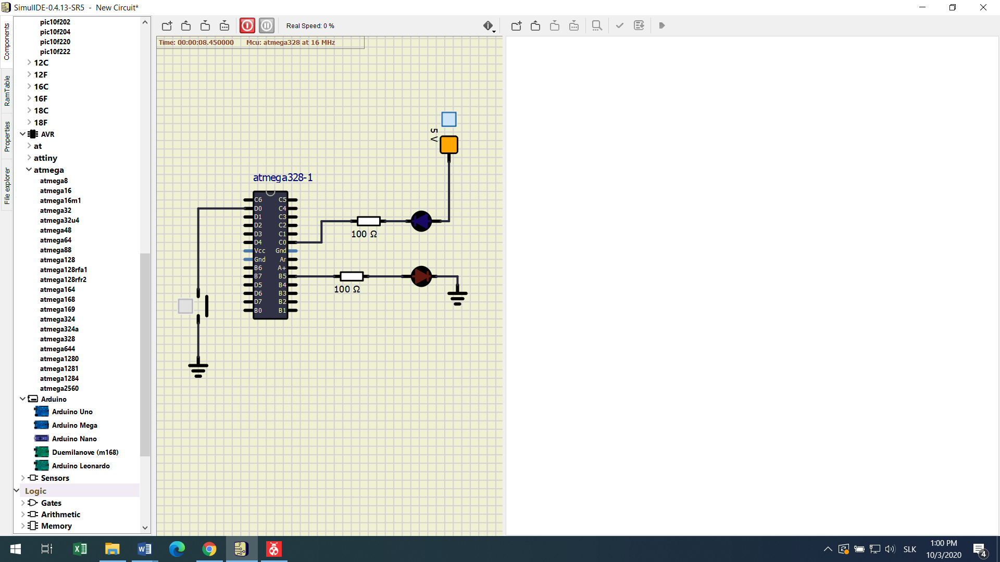 SimulIDE-0.4.13-SR5 - New Circuit*
Components
RamTable
Properties
File explorer
pic10f202
pic10f204
pic10f220
pic10f222
12C
12F
16C
16F
18C
18F
AVR
at
attiny
atmega
atmega8
atmega16
atmega16m1
atmega32
atmega32u4
atmega48
atmega64
atmega88
atmega128
atmega128rfa1
atmega128rfr2
atmega164
atmega168
atmega169
atmega324
atmega324a
atmega328
atmega644
atmega1280
atmega1281
atmega1284
atmega2560
Arduino
Arduino Uno
Arduino Mega
Arduino Nano
Duemilanove (m168)
Arduino Leonardo
Sensors
Logic
Gates
Arithmetic
Memory
Real Speed: 0 %
Time: 00:00:08.450000 Mcu: atmega328 at 16 MHz
5 V
atmega328-1
C6 C5
D0 C4
D1 C3
D2 C2
D3 C1
D4 C0
Vcc Gnd
Gnd Ar
B6 A+
B7 B5
D5 B4
D6 B3
D7 B2
B0 B1
100 Ω
100 Ω
SLK
1:00 PM
10/3/2020
4